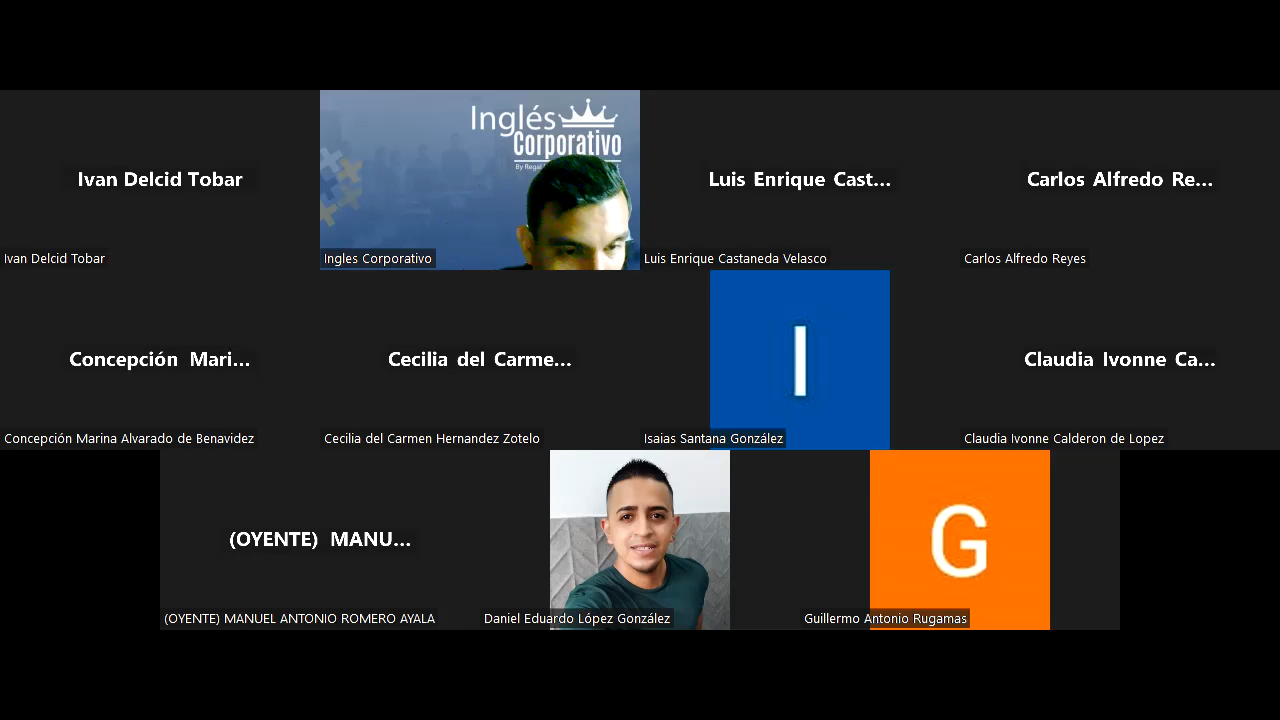 Ivan Delcid Tobar
Ivan Delcid Tobar
Inglés
Corporativo
By Regal
Ingles Corporativo
Luis Enrique Cast...
Luis Enrique Castaneda Velasco
Carlos Alfredo Re...
Carlos Alfredo Reyes
Concepción Mari...
Concepción Marina Alvarado de Benavidez
Cecilia del Carme...
Cecilia del Carmen Hernandez Zotelo
I
Isaias Santana González
Claudia Ivonne Ca...
Claudia Ivonne Calderon de Lopez
(OYENTE) MANU...
(OYENTE) MANUEL ANTONIO ROMERO AYALA
Daniel Eduardo López González
G
Guillermo Antonio Rugamas